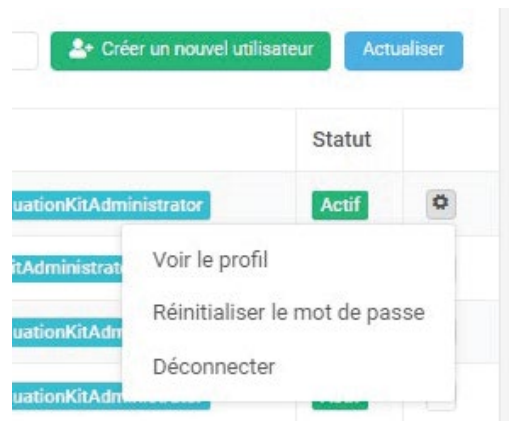 Créer un nouvel utilisateur Actualiser
Statut
uationKitAdministrator Actif
Voir le profil
Réinitialiser le mot de passe
Déconnecter